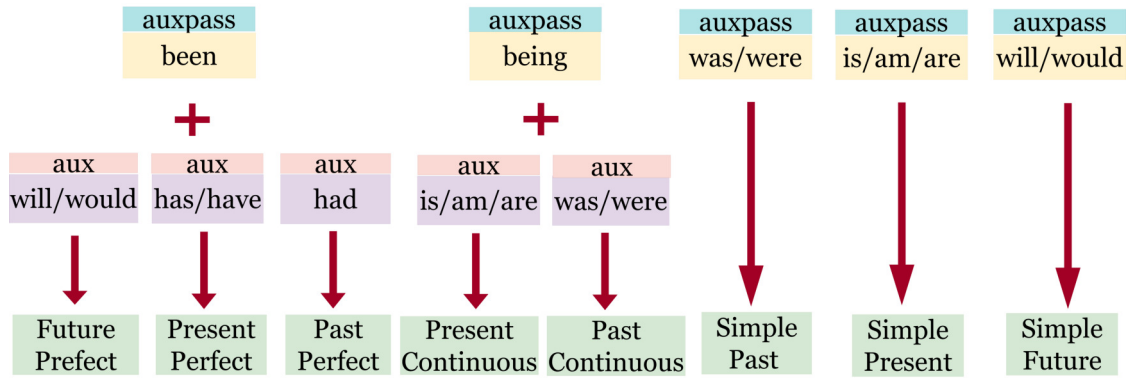 auxpass
been
auxpass
being
auxpass
was/were
auxpass
is/am/are
auxpass
will/would
+
+
aux
will/would
aux
has/have
aux
had
aux
is/am/are
aux
was/were
Future
Prefect
Present
Perfect
Past
Perfect
Present
Continuous
Past
Continuous
Simple
Past
Simple
Present
Simple
Future